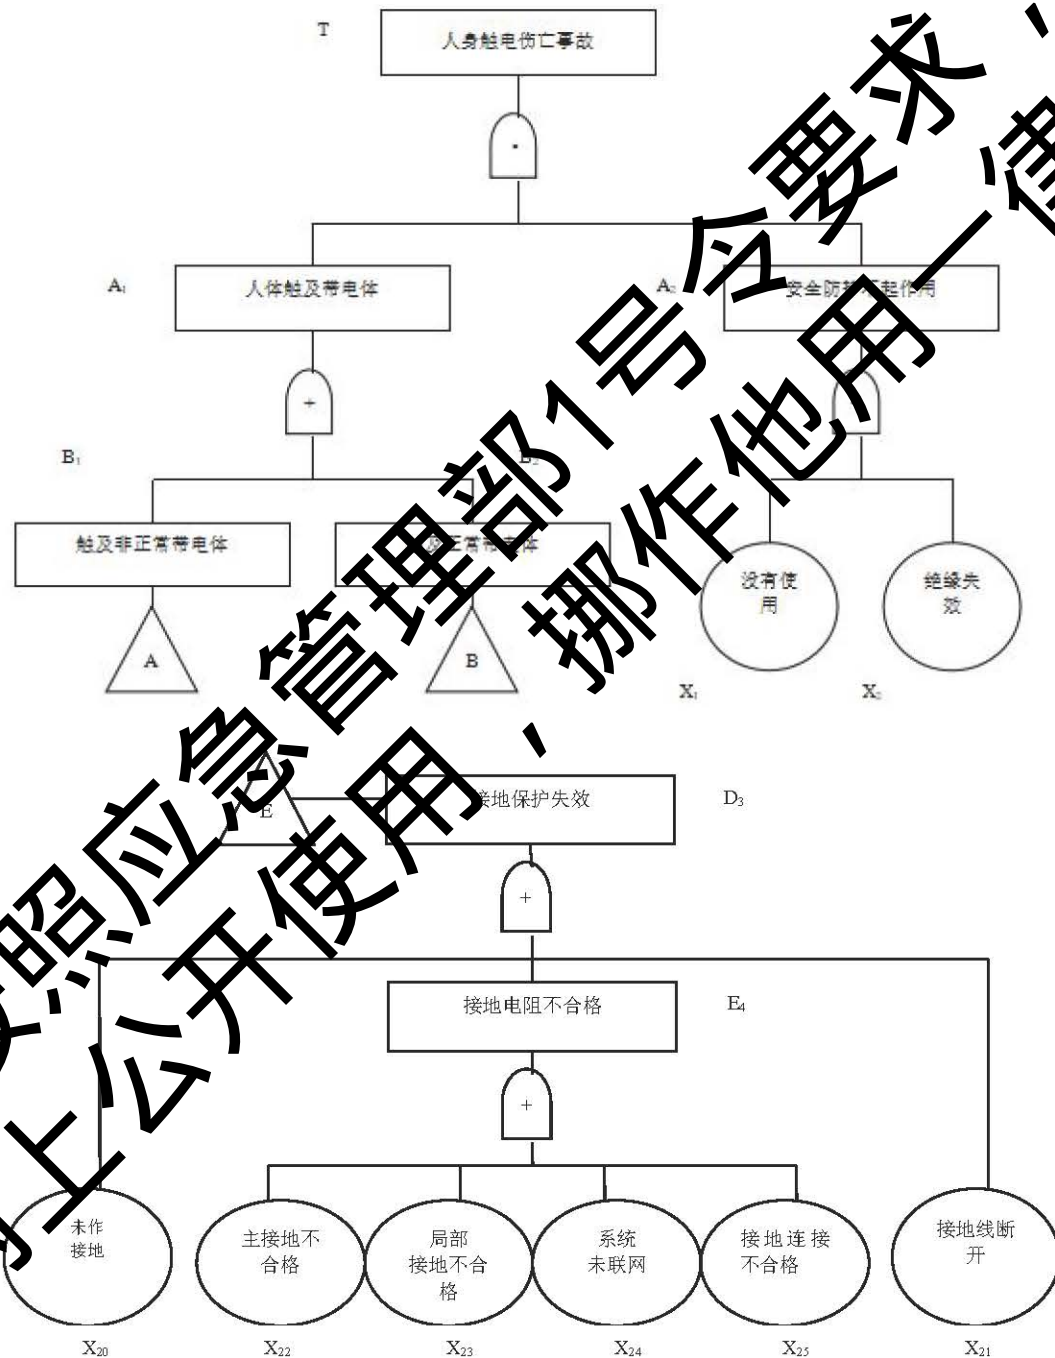 T
人身触电伤亡事故
A₁
人体触及带电体
A₂
安全防护不起作用
+
B₁
B₂
触及非正常带电体
及正常带电体
没有使
用
绝缘失
效
A
B
X₁
X₂
E
接地保护失效
D₃
+
接地电阻不合格
E₄
+
未作
接地
主接地不
合格
局部
接地不合
格
系统
未联网
接地连接
不合格
接地线断
开
X₂₀
X₂₂
X₂₃
X₂₄
X₂₅
X₂₁
按照应急管理部1号令要求，
上公开使用，挪作他用一律